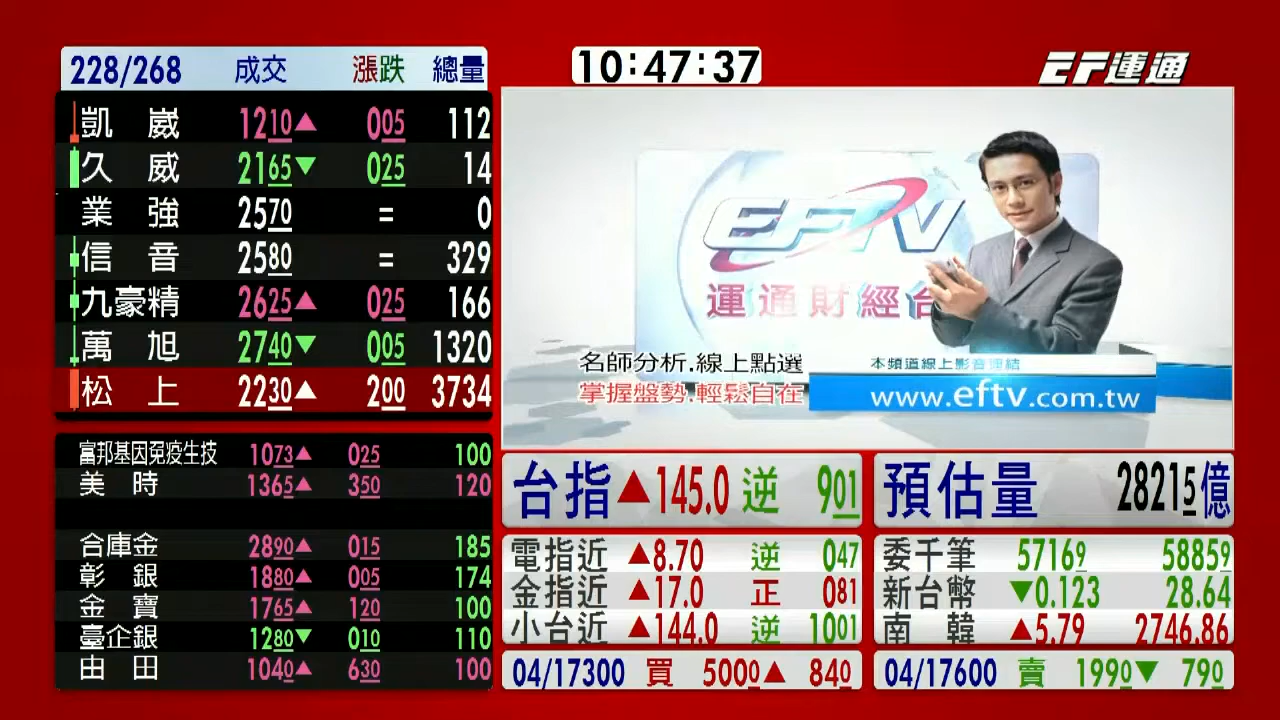 10:47:37
EF運通
228/268 成交 漲跌 總量
凱 崴 1210▲ 005 112
久 威 2165▼ 025 14
業 強 2570 = 0
信 音 2580 = 329
九豪精 2625▲ 025 166
萬 旭 2740▼ 005 1320
松 上 2230▲ 200 3734
富邦基因免疫生技 1073▲ 025 100
美 時 1365▲ 350 120
合庫金 2890▲ 015 185
彰 銀 1880▲ 005 174
金 寶 1765▲ 120 100
臺企銀 1280▼ 010 110
由 田 1040▲ 630 100
EFTV
運通財經台
名師分析.線上點選
掌握盤勢.輕鬆自在
本頻道線上影音連結
www.eftv.com.tw
台指▲145.0 逆 901
預估量 28215億
電指近 ▲8.70 逆 047
金指近 ▲17.0 正 081
小台近 ▲144.0 逆 1001
委千筆 57169 58859
新台幣 ▼0.123 28.64
南 韓 ▲5.79 2746.86
04/17300 買 5000▲ 840
04/17600 賣 1990▼ 790